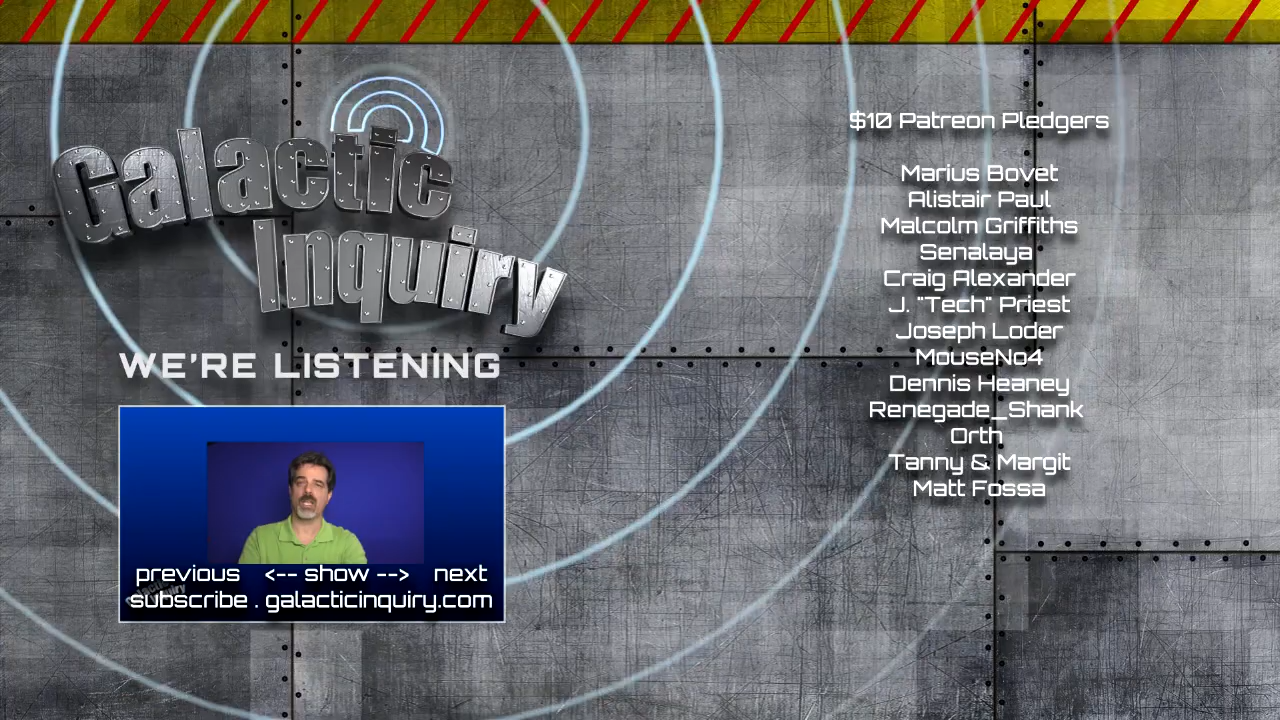 Galactic
Inquiry
WE'RE LISTENING
previous <-- show --> next
subscribe . galacticinquiry.com
$10 Patreon Pledgers
Marius Bovet
Alistair Paul
Malcolm Griffiths
Senalaya
Craig Alexander
J. "Tech" Priest
Joseph Loder
MouseNo4
Dennis Heaney
Renegade_Shank
Orth
Tanny & Margit
Matt Fossa